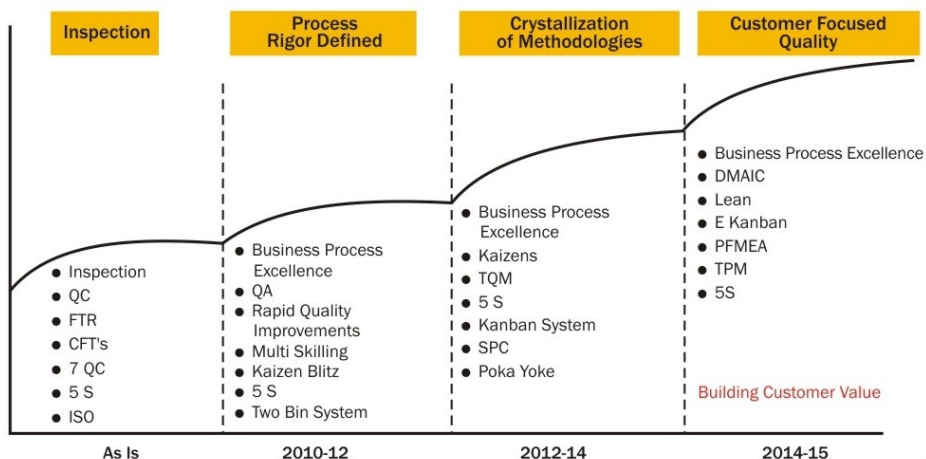 Inspection
Process
Rigor Defined
Crystallization
of Methodologies
Customer Focused
Quality
● Inspection
● QC
● FTR
● CFT's
● 7 QC
● 5 S
● ISO
● Business Process
Excellence
● QA
● Rapid Quality
Improvements
● Multi Skilling
● Kaizen Blitz
● 5 S
● Two Bin System
● Business Process
Excellence
● Kaizens
● TQM
● 5 S
● Kanban System
● SPC
● Poka Yoke
● Business Process Excellence
● DMAIC
● Lean
● E Kanban
● PFMEA
● TPM
● 5S
Building Customer Value
As Is
2010-12
2012-14
2014-15